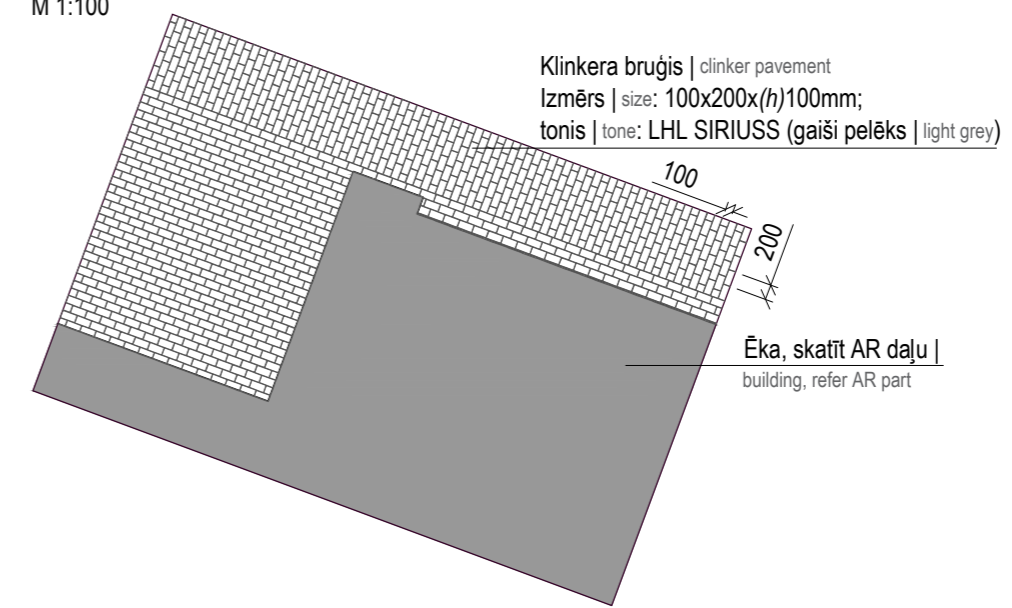 M 1:100
Klinkera bruģis | clinker pavement
Izmērs | size: 100x200x(h)100mm;
tonis | tone: LHL SIRIUSS (gaiši pelēks | light grey)
100
200
Ēka, skatīt AR daļu |
building, refer AR part